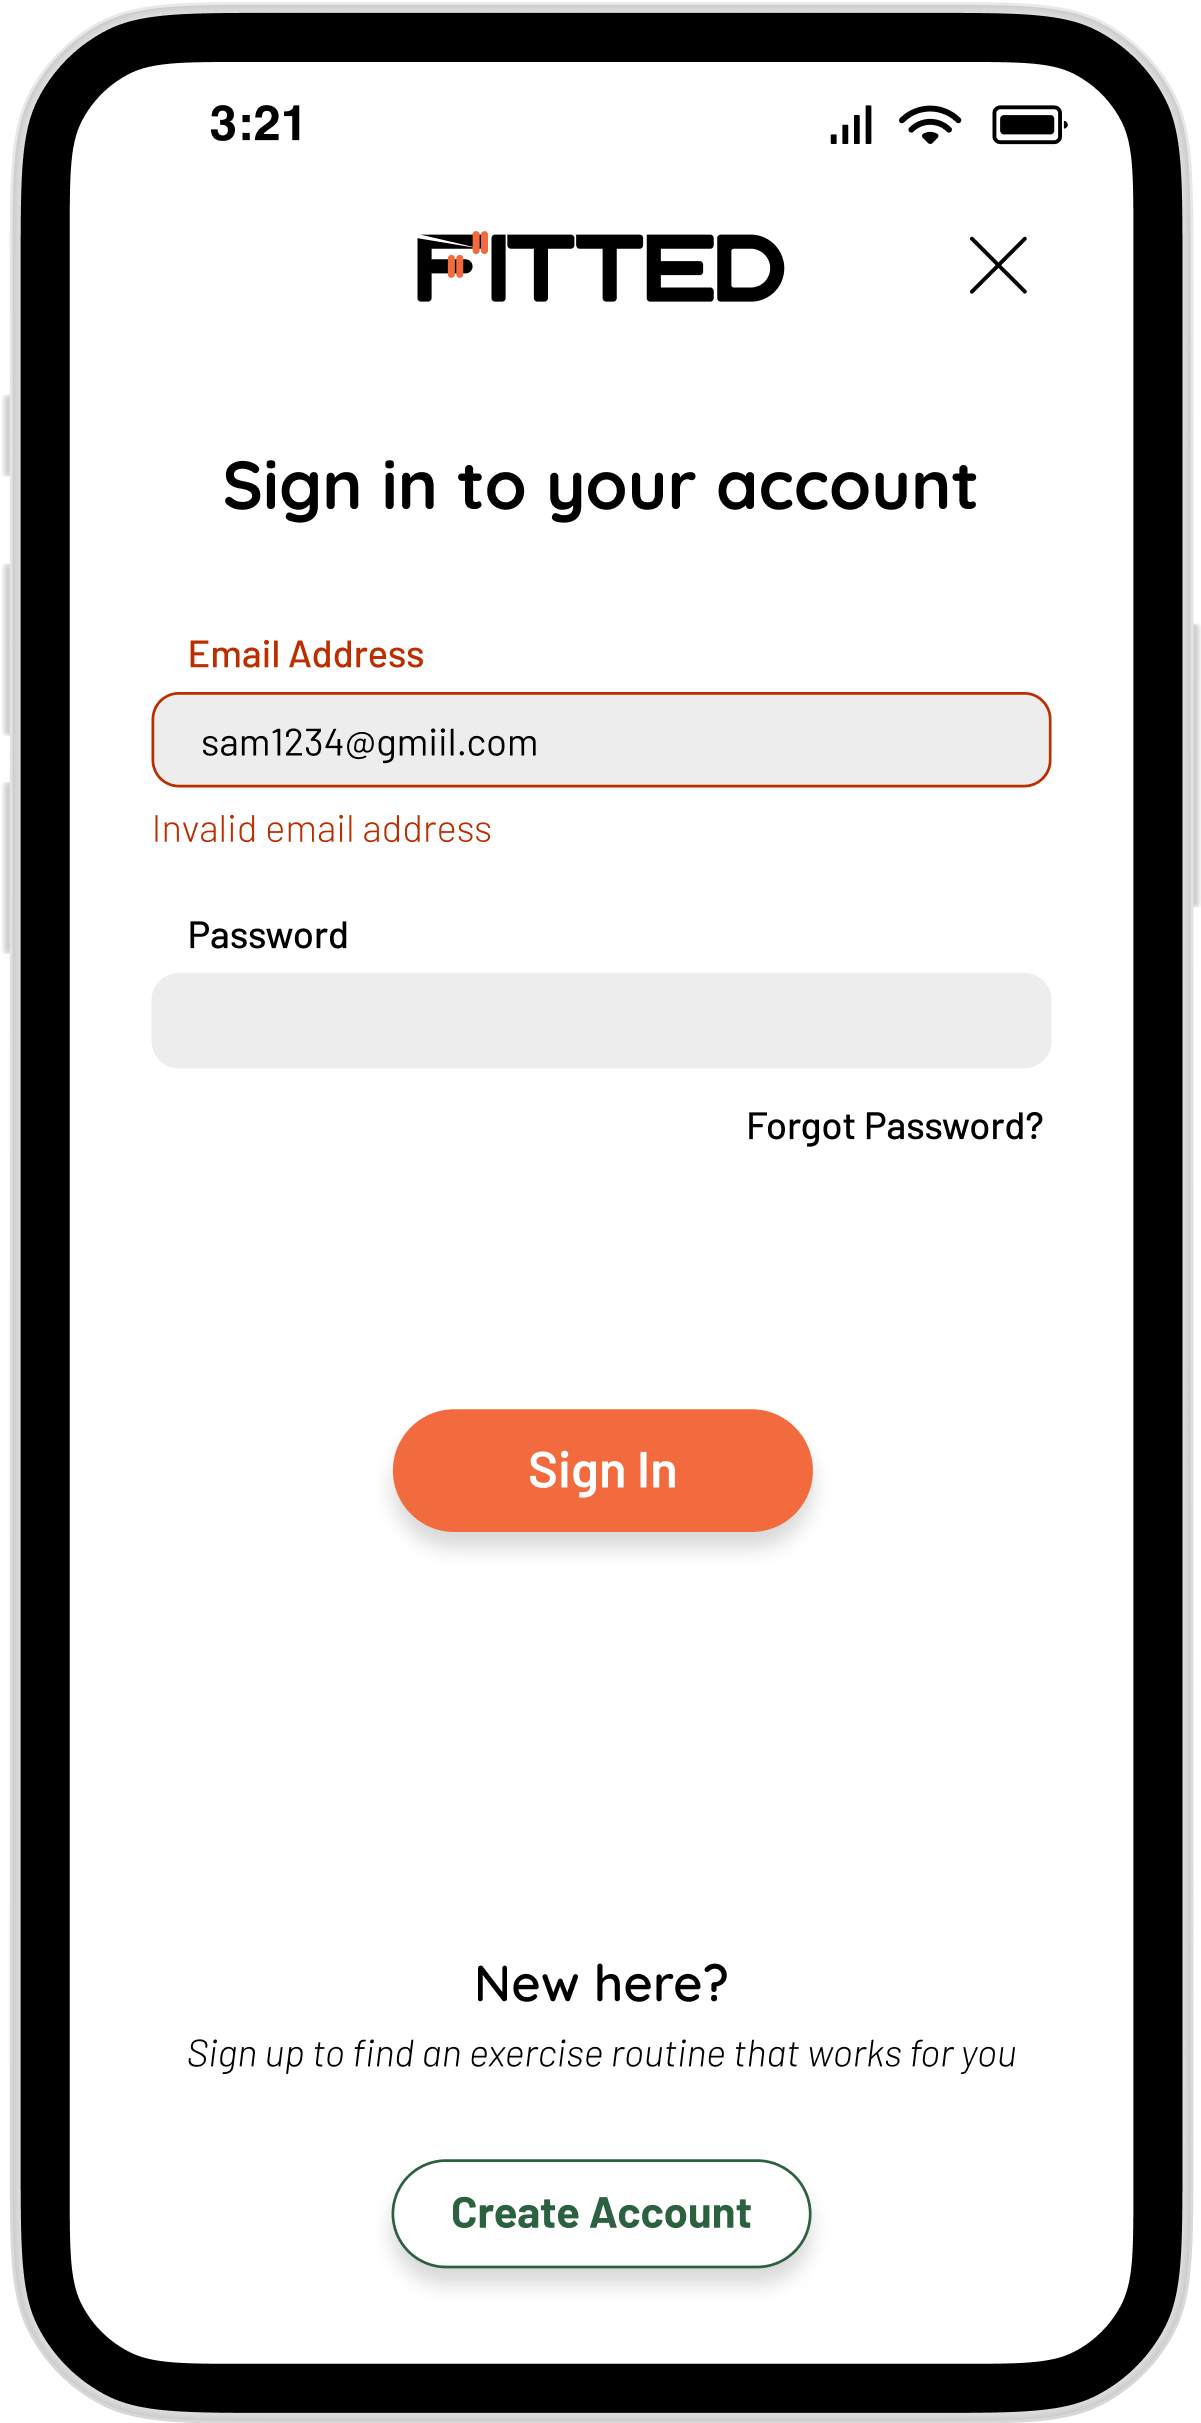 3:21
FITTED
Sign in to your account
Email Address
sam1234@gmiil.com
Invalid email address
Password
Forgot Password?
Sign In
New here?
Sign up to find an exercise routine that works for you
Create Account